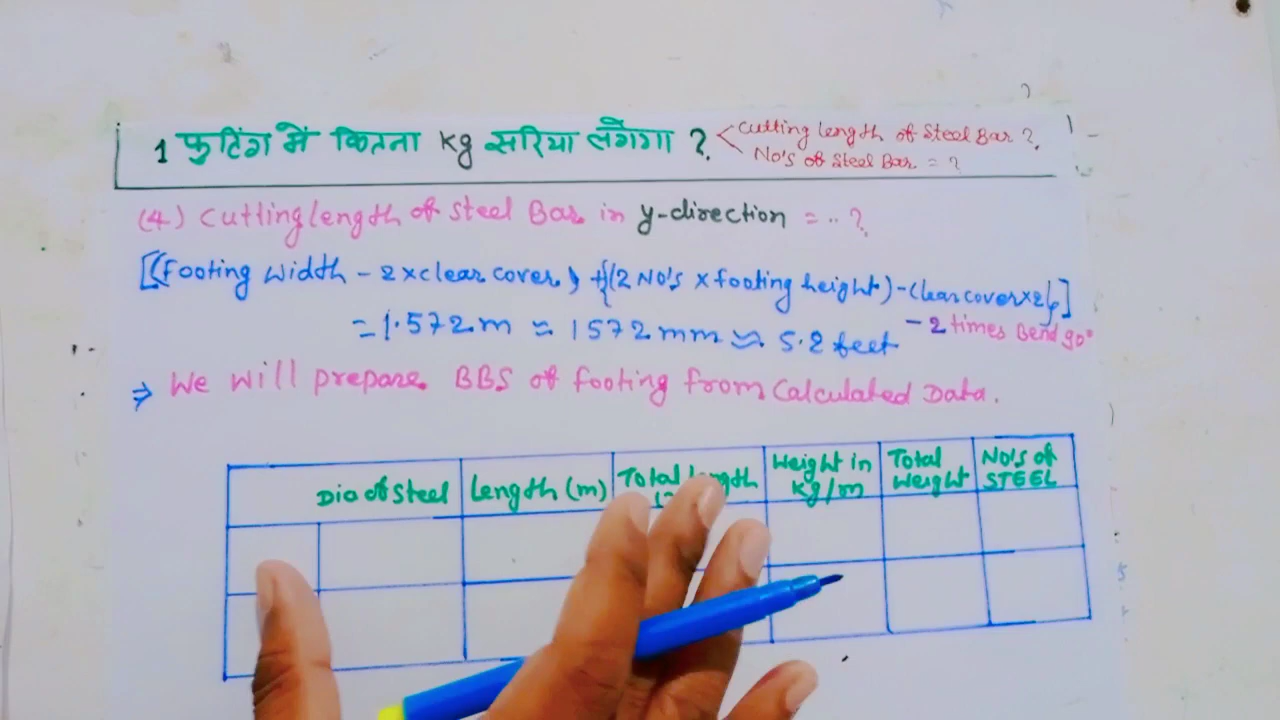 1 फुटिंग में कितना kg सरिया लगेगा ?
Cutting length of Steel Bar ?
No's of Steel Bar = ?
(4) Cutting length of Steel Bar in y-direction = .. ?
[(footing width - 2 x clear cover) + {(2 No's x footing height) - Clear cover x 2}]
- 2 times Bend 90°
= 1.572 m ≈ 1572 mm ≈ 5.2 feet
⇒ We will prepare BBS of footing from Calculated Data.
Dia of Steel Length (m) Total length Weight in Kg/m Total Weight No's of STEEL